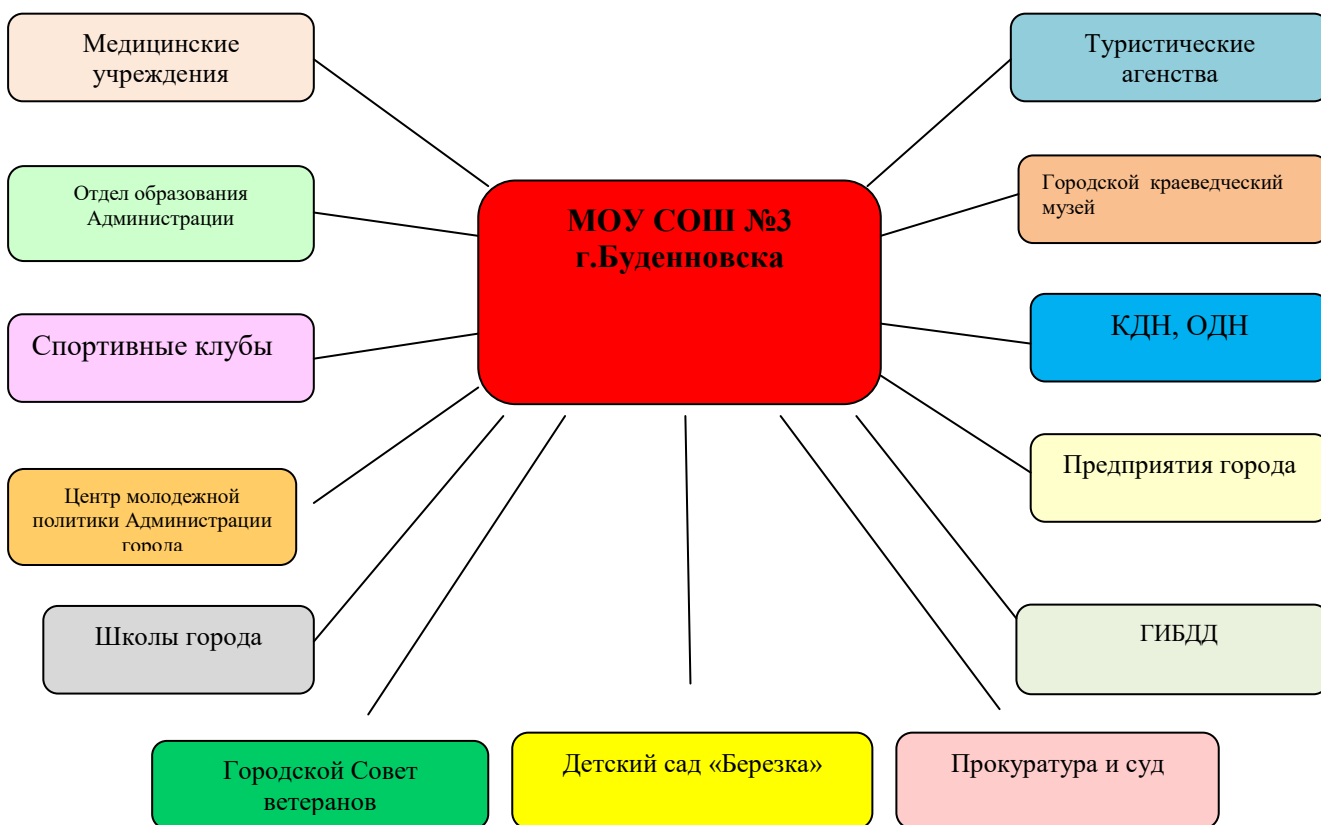 Медицинские
учреждения
Туристические
агенства
Отдел образования
Администрации
МОУ СОШ №3
г.Буденновска
Городской краеведческий
музей
Спортивные клубы
КДН, ОДН
Центр молодежной
политики Администрации
города
Предприятия города
Школы города
ГИБДД
Городской Совет
ветеранов
Детский сад «Березка»
Прокуратура и суд